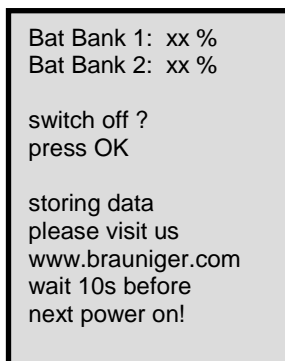 Bat Bank 1: xx %
Bat Bank 2: xx %
switch off ?
press OK
storing data
please visit us
www.brauniger.com
wait 10s before
next power on!